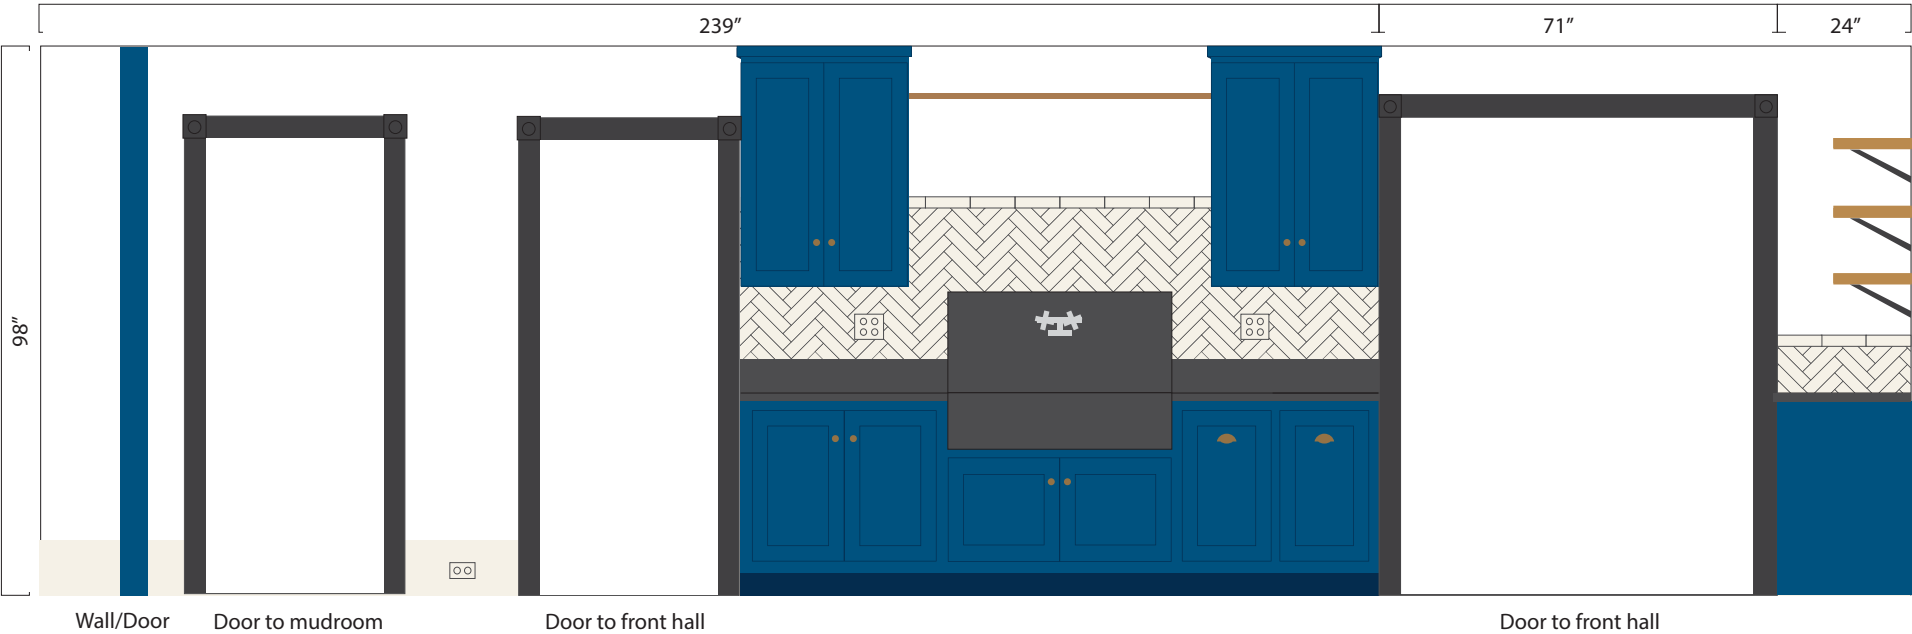 239”
71”
24”
98”
Wall/Door
Door to mudroom
Door to front hall
Door to front hall